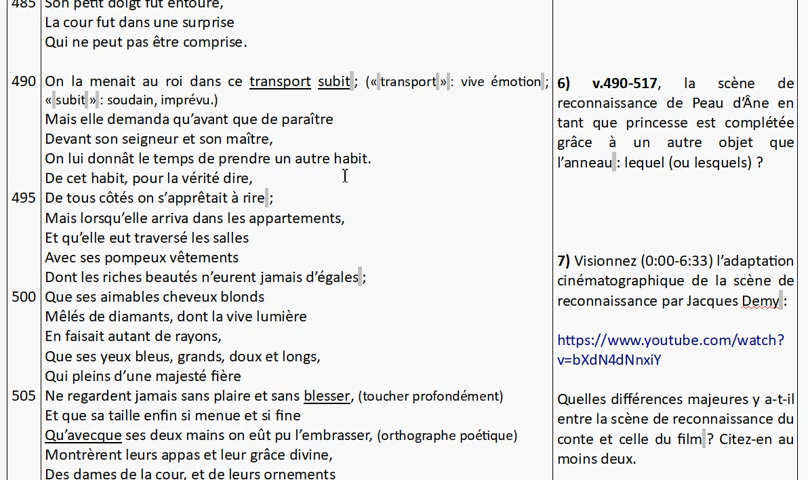 485
Son petit doigt fut entouré,
La cour fut dans une surprise
Qui ne peut pas être comprise.
490
On la menait au roi dans ce transport subit ; (« transport » : vive émotion ;
« subit » : soudain, imprévu.)
Mais elle demanda qu’avant que de paraître
Devant son seigneur et son maître,
On lui donnât le temps de prendre un autre habit.
De cet habit, pour la vérité dire,
495
De tous côtés on s’apprêtait à rire ;
Mais lorsqu’elle arriva dans les appartements,
Et qu’elle eut traversé les salles
Avec ses pompeux vêtements
Dont les riches beautés n’eurent jamais d’égales ;
500
Que ses aimables cheveux blonds
Mêlés de diamants, dont la vive lumière
En faisait autant de rayons,
Que ses yeux bleus, grands, doux et longs,
Qui pleins d’une majesté fière
505
Ne regardent jamais sans plaire et sans blesser, (toucher profondément)
Et que sa taille enfin si menue et si fine
Qu’avecque ses deux mains on eût pu l’embrasser, (orthographe poétique)
Montrèrent leurs appas et leur grâce divine,
Des dames de la cour, et de leurs ornements
6) v.490-517, la scène de
reconnaissance de Peau d’Âne en
tant que princesse est complétée
grâce à un autre objet que
l’anneau : lequel (ou lesquels) ?
7) Visionnez (0:00-6:33) l’adaptation
cinématographique de la scène de
reconnaissance par Jacques Demy :
https://www.youtube.com/watch?
v=bXdN4dNnxiY
Quelles différences majeures y a-t-il
entre la scène de reconnaissance du
conte et celle du film ? Citez-en au
moins deux.